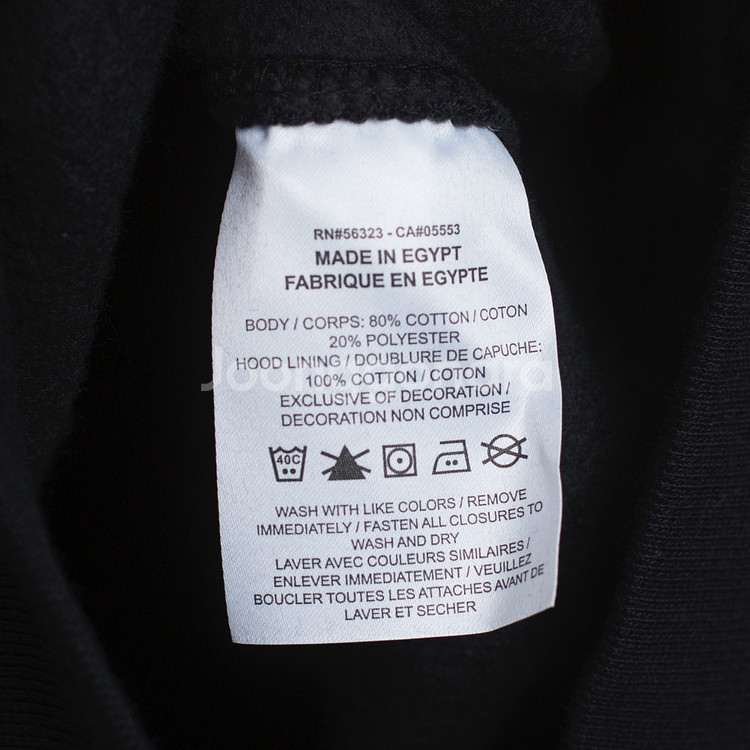 RN#56323 - CA#05553
MADE IN EGYPT
FABRIQUE EN EGYPTE
BODY / CORPS: 80% COTTON / COTON
20% POLYESTER
HOOD LINING / DOUBLURE DE CAPUCHE:
100% COTTON / COTON
EXCLUSIVE OF DECORATION /
DECORATION NON COMPRISE
40C
WASH WITH LIKE COLORS / REMOVE
IMMEDIATELY / FASTEN ALL CLOSURES TO
WASH AND DRY
LAVER AVEC COULEURS SIMILAIRES /
ENLEVER IMMEDIATEMENT / VEUILLEZ
BOUCLER TOUTES LES ATTACHES AVANT DE
LAVER ET SECHER